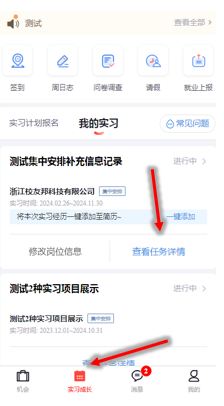 测试
查看全部 >
签到 周日志 问卷调查 请假 就业上报
实习计划报名 我的实习 常见问题
测试集中安排补充信息记录 进行中 >
浙江校友邦科技有限公司 集中安排
实习时间: 2024.02.26~2024.11.30
将本次实习经历一键添加至简历~ 一键添加
修改岗位信息 查看任务详情
测试2种实习项目展示 进行中 >
测试2种实习项目展示 集中安排
实习时间: 2023.12.01~2024.10.31
机会 实习成长 消息 2 我的